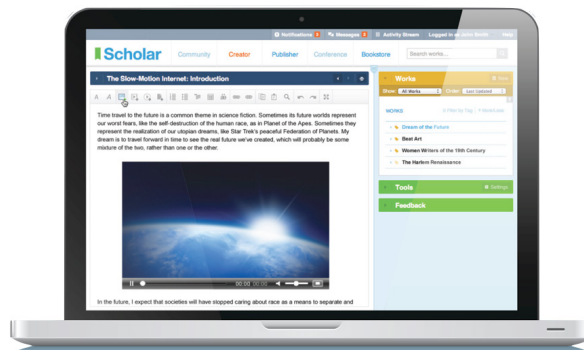 Notifications Messages Activity Stream Logged in as John Smith Help
Scholar Community Creator Publisher Conference Bookstore Search works...
The Slow-Motion Internet: Introduction
Time travel to the future is a common theme in science fiction. Sometimes its future worlds represent
our worst fears, like the self-destruction of the human race, as in Planet of the Apes. Sometimes they
represent the realization of our utopian dreams, like Star Trek's peaceful Federation of Planets. My
dream is to travel forward in time to see the real future we've created, which will probably be some
mixture of the two, rather than one or the other.
00:00 00:00
In the future, I expect that societies will have stopped caring about race as a means to separate and
Works
Show All Works Order Last Updated
WORKS
Dream of the Future
Beat Art
Women Writers of the 19th Century
The Harlem Renaissance
Tools Settings
Feedback